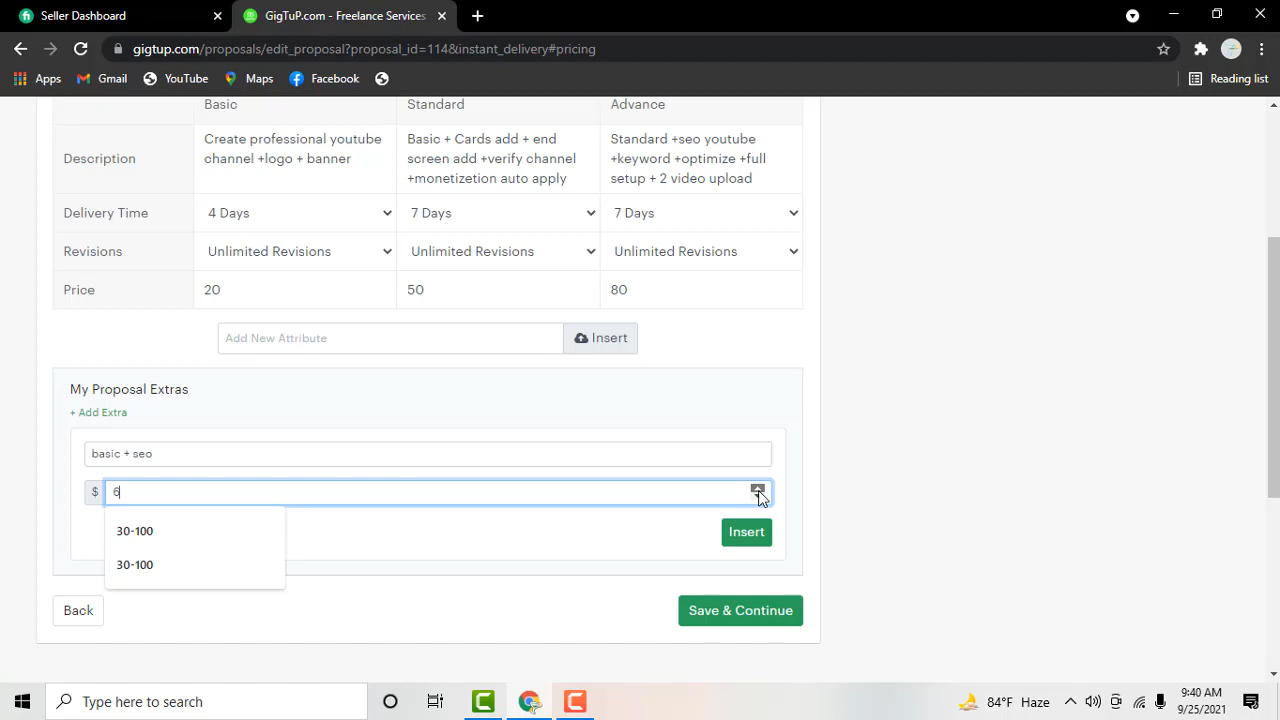 Seller Dashboard
GigTuP.com - Freelance Services
gigtup.com/proposals/edit_proposal?proposal_id=114&instant_delivery#pricing
Apps
Gmail
YouTube
Maps
Facebook
Reading list
Basic
Standard
Advance
Description
Create professional youtube
channel +logo + banner
Basic + Cards add + end
screen add +verify channel
+monetizetion auto apply
Standard +seo youtube
+keyword +optimize +full
setup + 2 video upload
Delivery Time
4 Days
7 Days
7 Days
Revisions
Unlimited Revisions
Unlimited Revisions
Unlimited Revisions
Price
20
50
80
Add New Attribute
Insert
My Proposal Extras
+ Add Extra
basic + seo
$ 6
30-100
30-100
Insert
Back
Save & Continue
Type here to search
84°F Haze
9:40 AM
9/25/2021